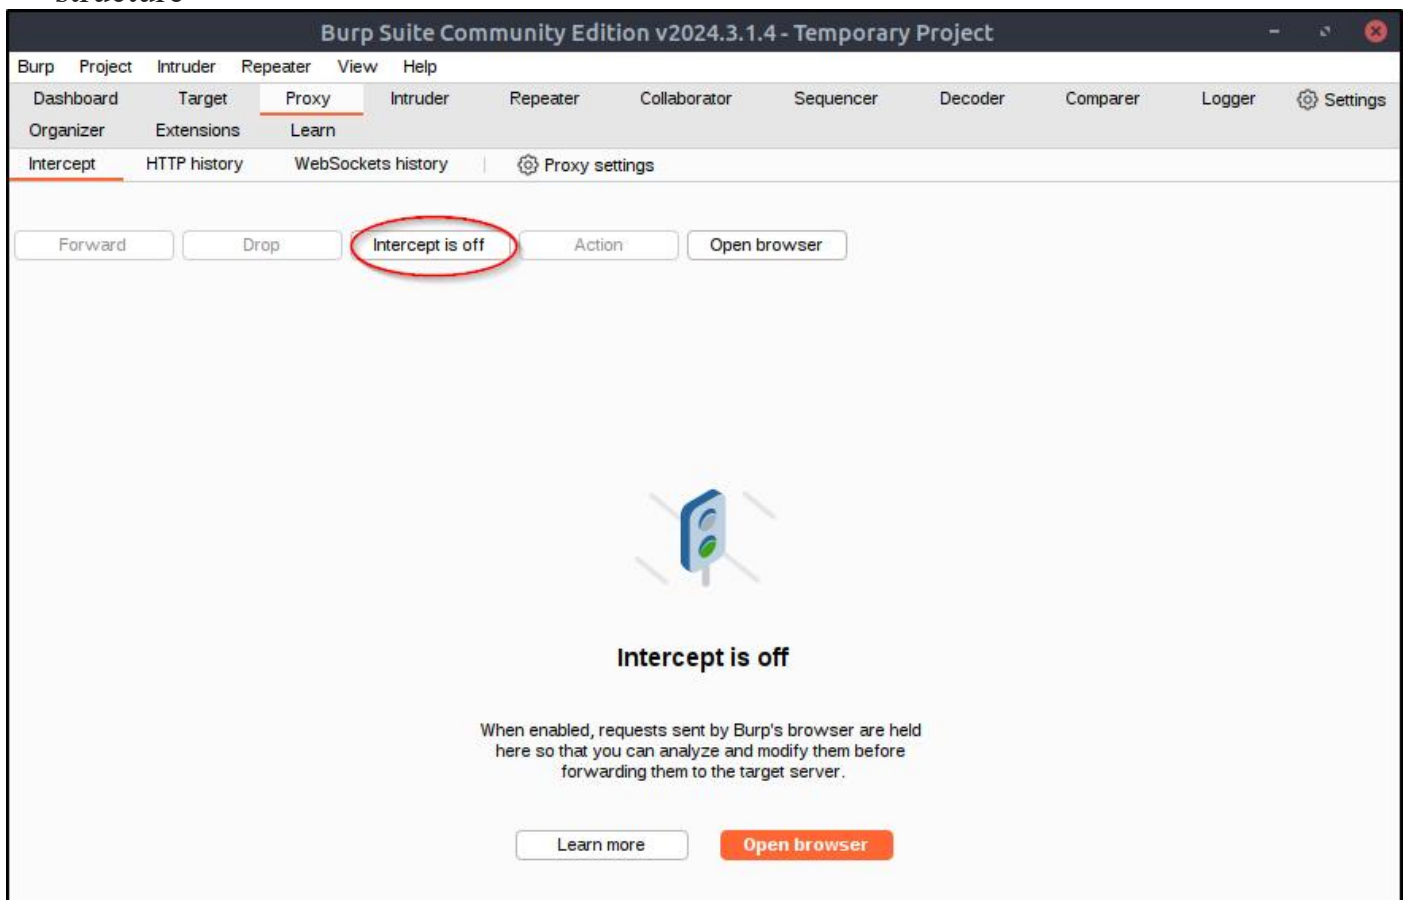 structure
Burp Suite Community Edition v2024.3.1.4 - Temporary Project
Burp Project Intruder Repeater View Help
Dashboard Target Proxy Intruder Repeater Collaborator Sequencer Decoder Comparer Logger Settings
Organizer Extensions Learn
Intercept HTTP history WebSockets history Proxy settings
Forward Drop Intercept is off Action Open browser
Intercept is off
When enabled, requests sent by Burp's browser are held
here so that you can analyze and modify them before
forwarding them to the target server.
Learn more Open browser